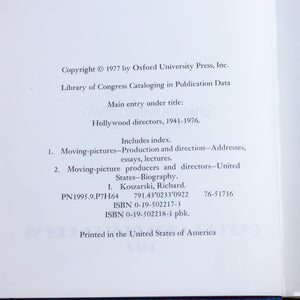 Copyright © 1977 by Oxford University Press, Inc.
Library of Congress Cataloging in Publication Data
Main entry under title:
Hollywood directors, 1941-1976.
Includes index.
1. Moving-pictures—Production and direction—Addresses,
essays, lectures.
2. Moving-picture producers and directors—United
States—Biography.
I. Koszarski, Richard.
PN1995.9.P7H64 791.43'0233'0922 76-51716
ISBN 0-19-502217-3
ISBN 0-19-502218-1 pbk.
Printed in the United States of America